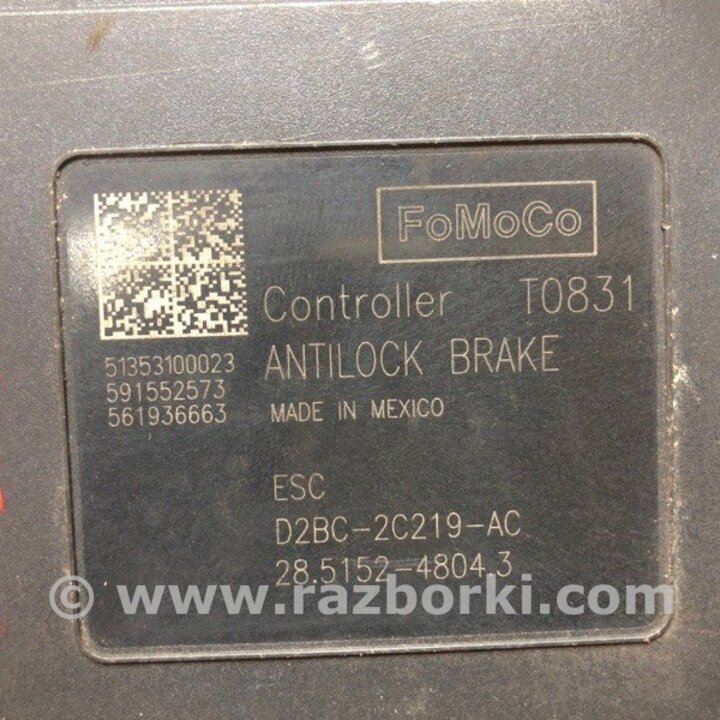 FoMoCo
Controller T0831
51353100023
ANTILOCK BRAKE
591552573
561936663
MADE IN MEXICO
ESC
D2BC-2C219-AC
28.5152-4804.3
© www.razborki.com